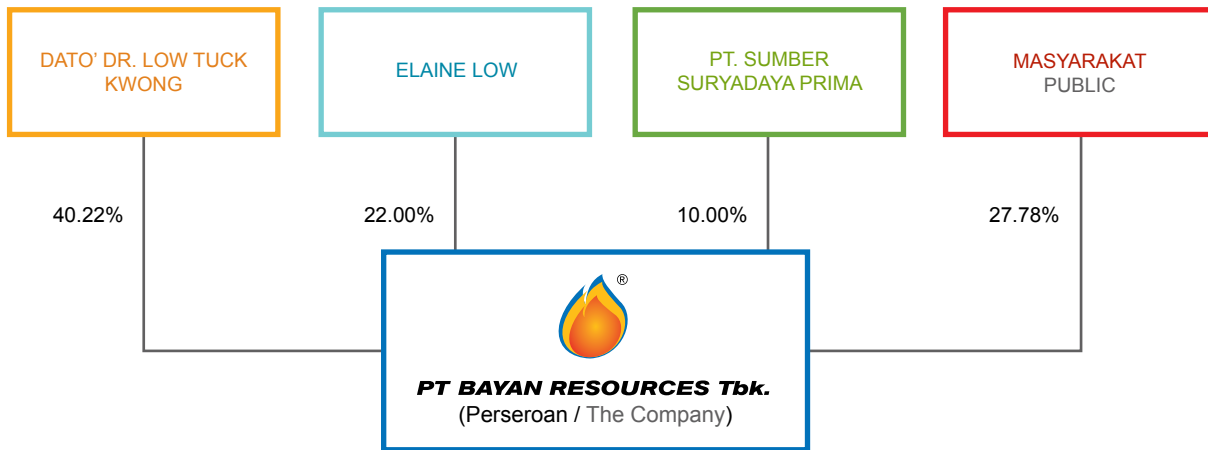 DATO' DR. LOW TUCK
KWONG
ELAINE LOW
PT. SUMBER
SURYADAYA PRIMA
MASYARAKAT
PUBLIC
40.22%
22.00%
10.00%
27.78%
®
PT BAYAN RESOURCES Tbk.
(Perseroan / The Company)